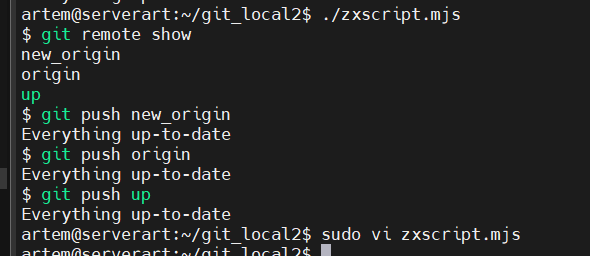 artem@serverart:~/git_local2$ ./zxscript.mjs
$ git remote show
new_origin
origin
up
$ git push new_origin
Everything up-to-date
$ git push origin
Everything up-to-date
$ git push up
Everything up-to-date
artem@serverart:~/git_local2$ sudo vi zxscript.mjs
artem@serverart:~/git_local2$